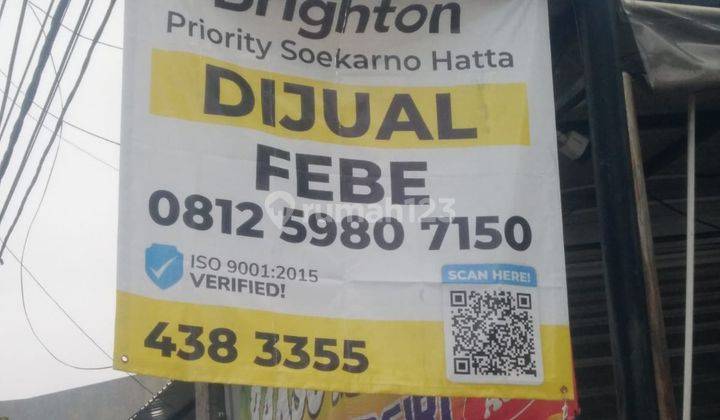 Brighton
Priority Soekarno Hatta
DIJUAL
FEBE
0812 5980 7150
rumah123
ISO 9001:2015
VERIFIED!
SCAN HERE!
438 3355